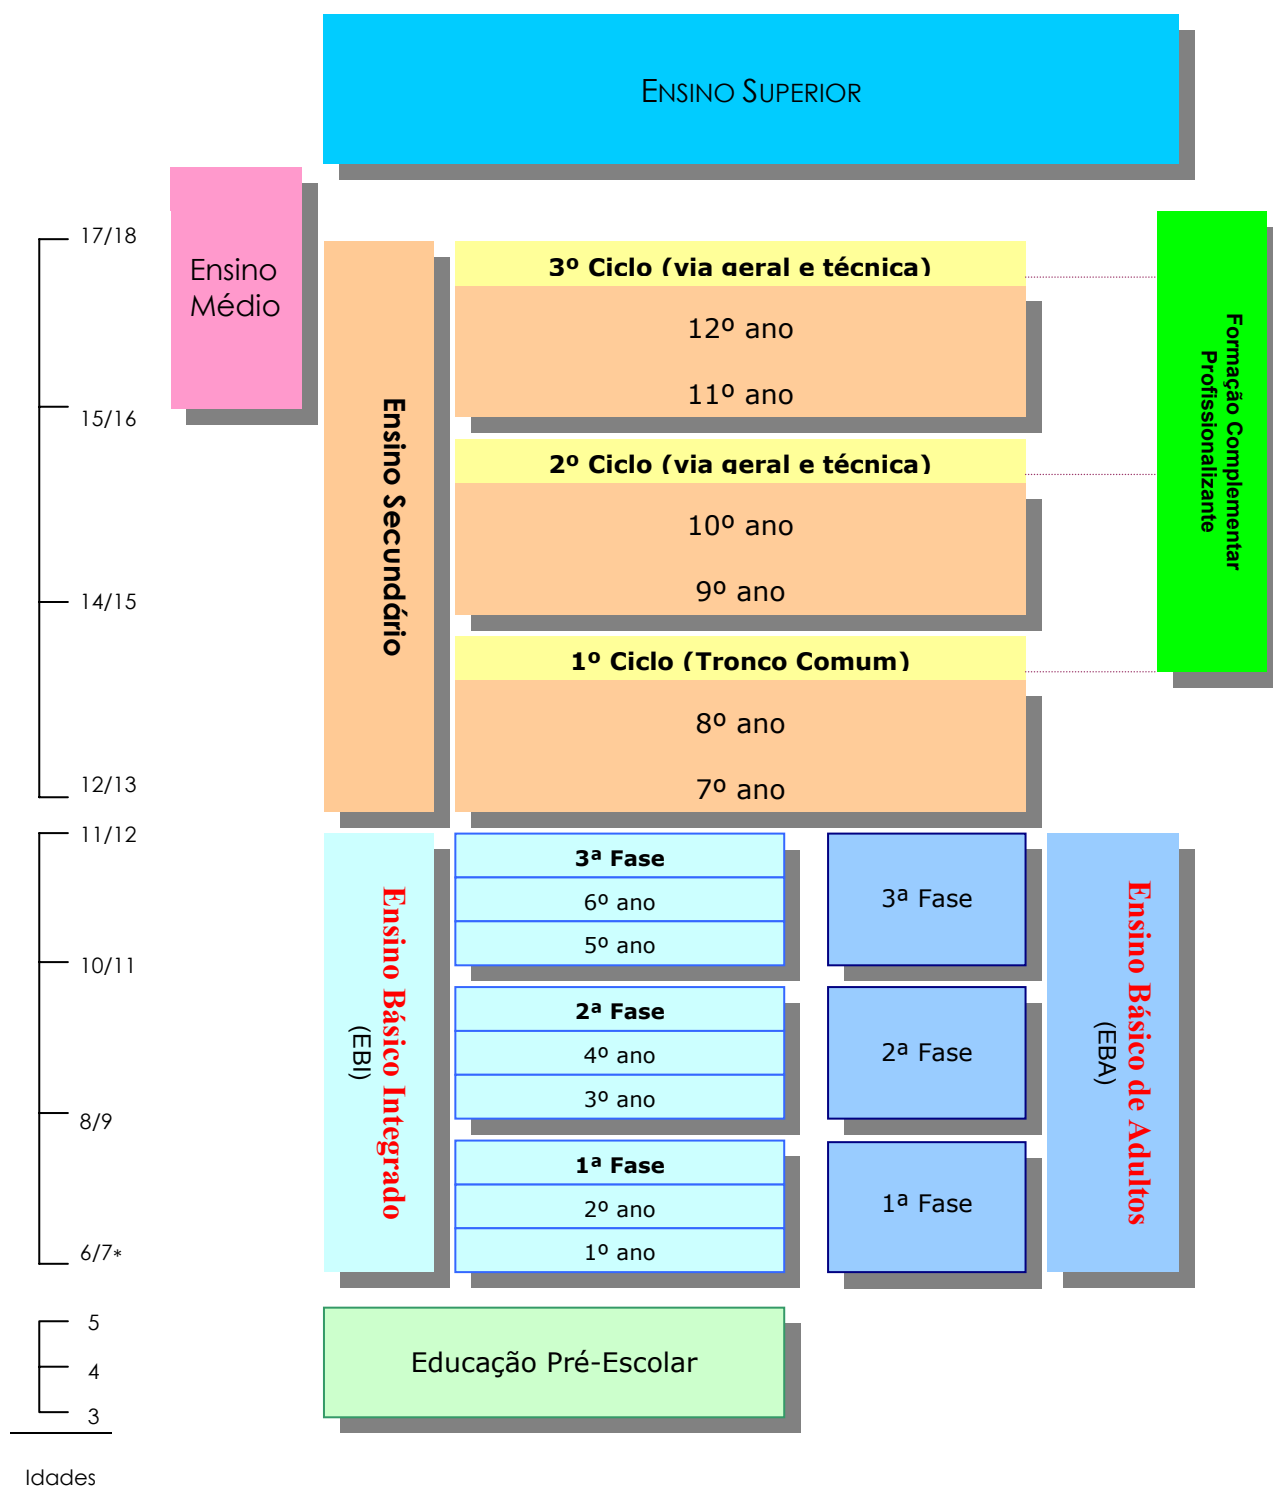 ENSINO SUPERIOR
17/18
Ensino
Médio
3º Ciclo (via geral e técnica)
12º ano
11º ano
15/16
Ensino Secundário
Formação Complementar
Profissionalizante
2º Ciclo (via geral e técnica)
10º ano
9º ano
14/15
1º Ciclo (Tronco Comum)
8º ano
7º ano
12/13
11/12
Ensino Básico Integrado
(EBI)
3ª Fase
6º ano
5º ano
3ª Fase
Ensino Básico de Adultos
(EBA)
10/11
2ª Fase
4º ano
3º ano
2ª Fase
8/9
1ª Fase
2º ano
1º ano
1ª Fase
6/7*
5
4
3
Educação Pré-Escolar
Idades